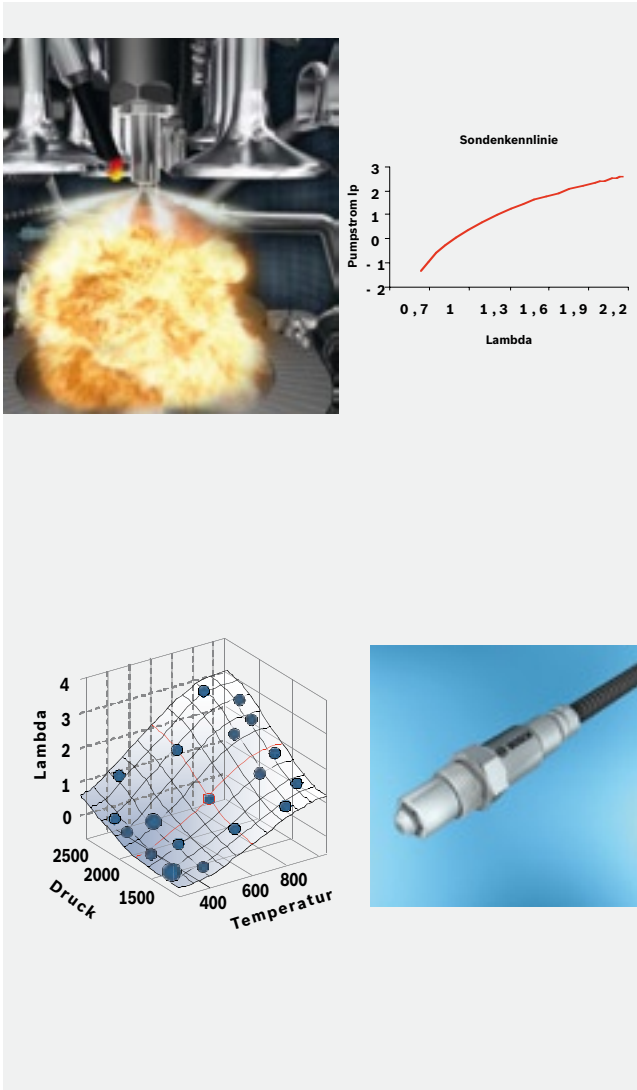 Sondenkennlinie
Pumpstrom Ip
3
2
1
0
- 1
- 2
0,7 1 1,3 1,6 1,9 2,2
Lambda
Lambda
4
3
2
1
0
2500
2000
1500
Druck
400 600 800
Temperatur
BOSCH